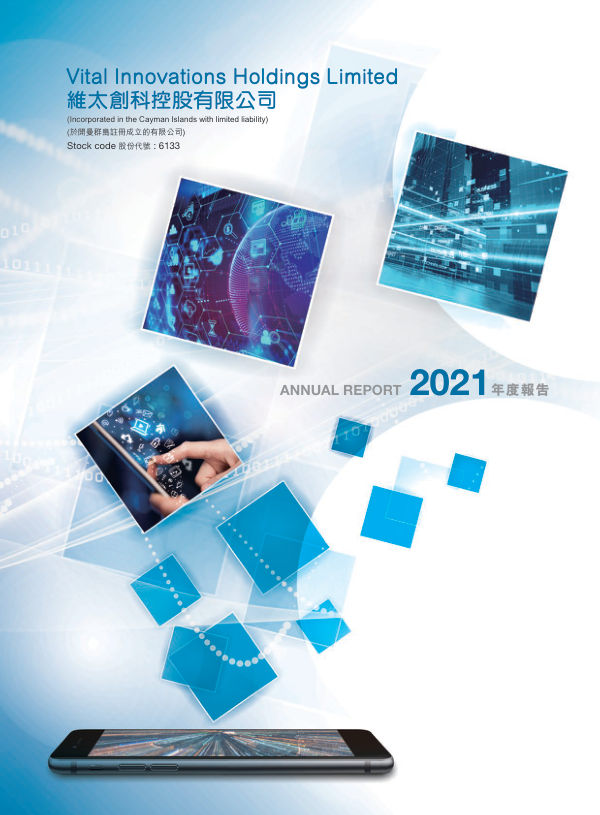 Vital Innovations Holdings Limited
維太創科控股有限公司
(Incorporated in the Cayman Islands with limited liability)
(於開曼群島註冊成立的有限公司)
Stock code 股份代號 : 6133
ANNUAL REPORT 2021 年度報告